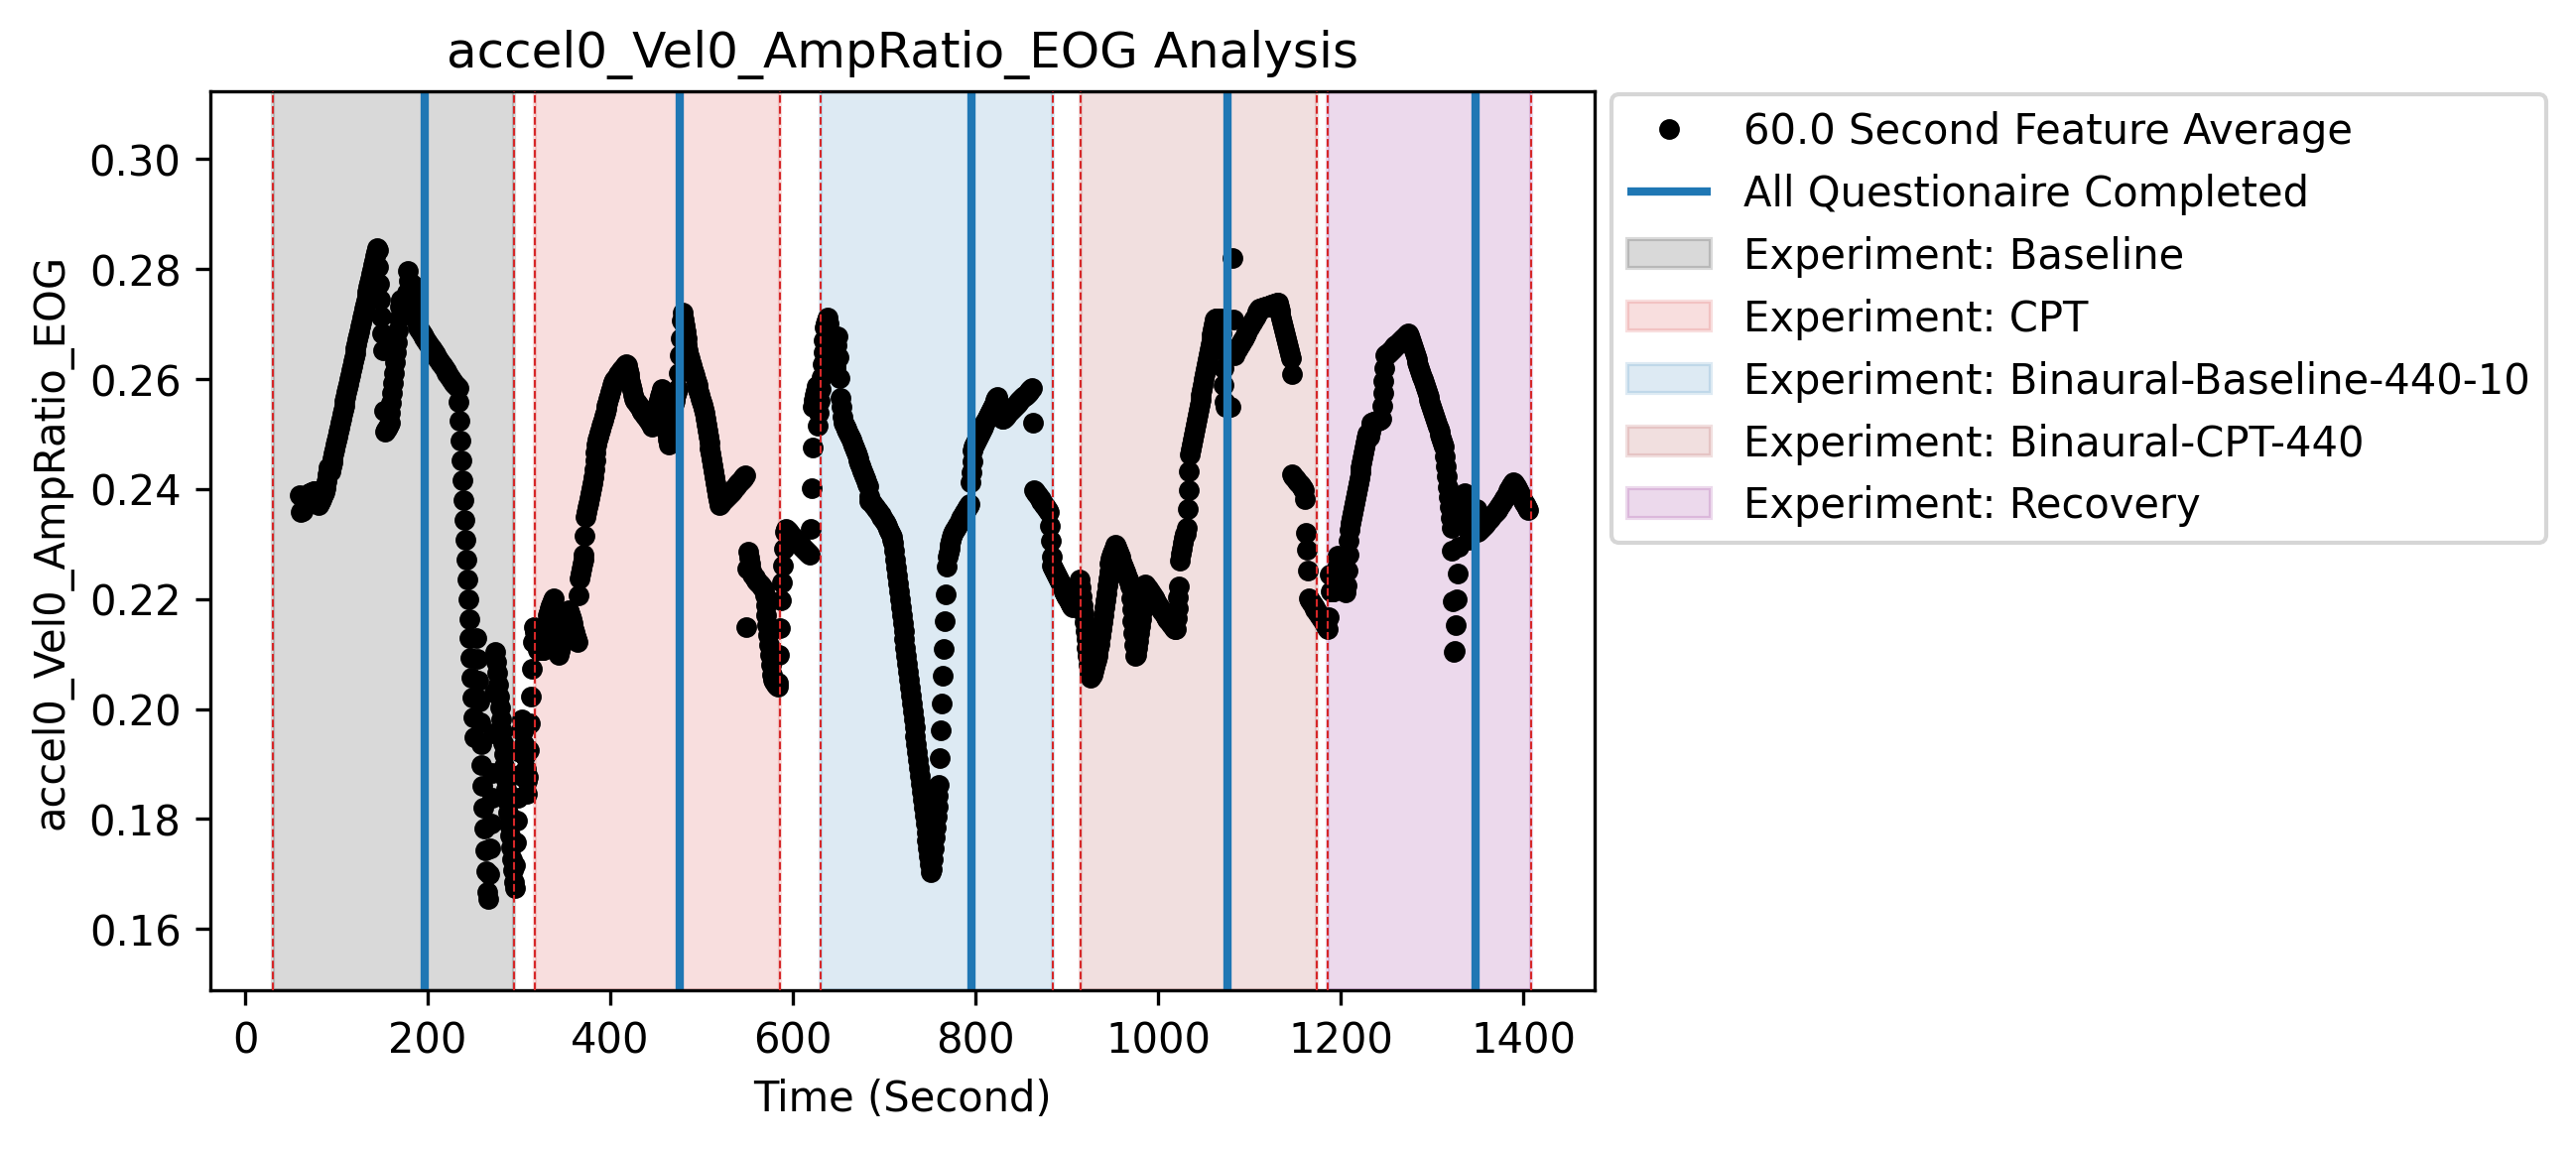 accel0_Vel0_AmpRatio_EOG Analysis
accel0_Vel0_AmpRatio_EOG
0.30
0.28
0.26
0.24
0.22
0.20
0.18
0.16
0
200
400
600
800
1000
1200
1400
Time (Second)
60.0 Second Feature Average
All Questionaire Completed
Experiment: Baseline
Experiment: CPT
Experiment: Binaural-Baseline-440-10
Experiment: Binaural-CPT-440
Experiment: Recovery